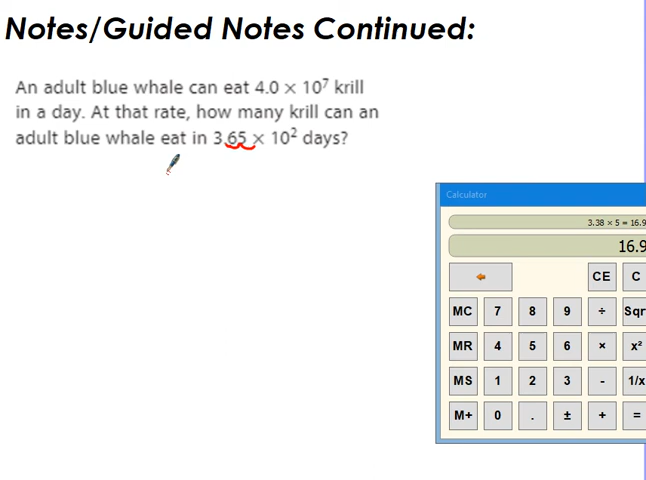 Notes/Guided Notes Continued:
An adult blue whale can eat 4.0 × 10⁷ krill
in a day. At that rate, how many krill can an
adult blue whale eat in 3.65 × 10² days?
Calculator
3.38 × 5 = 16.9
16.9
CE C
MC 7 8 9 ÷ Sqr
MR 4 5 6 × x²
MS 1 2 3 - 1/x
M+ 0 . ± + =